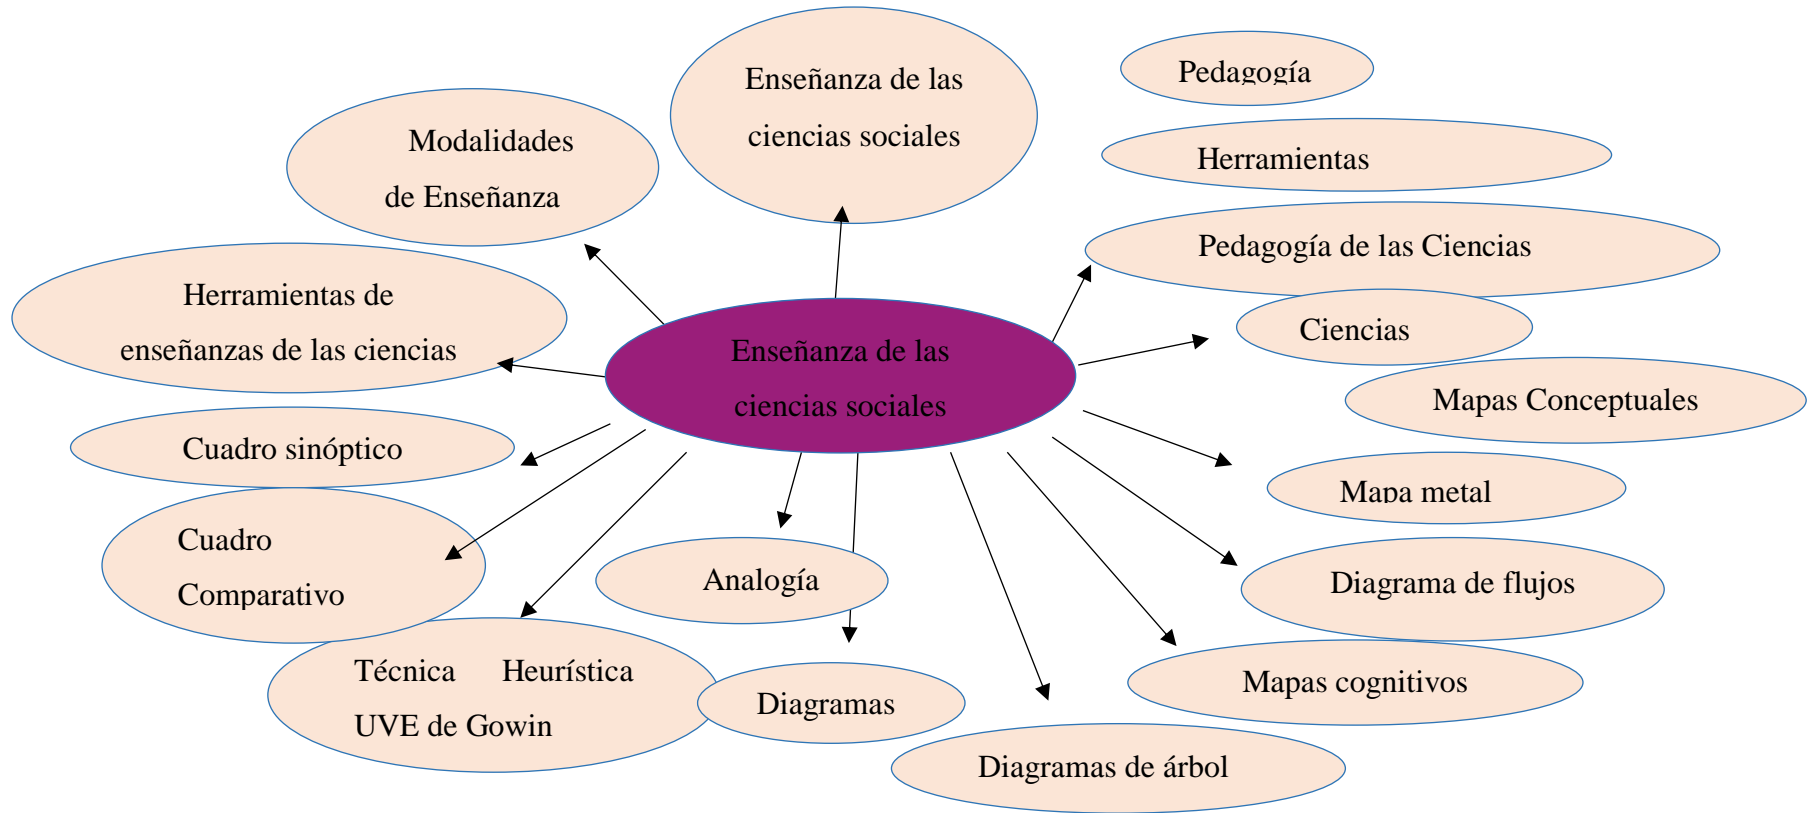 Enseñanza de las
ciencias sociales
Pedagogía
Modalidades
de Enseñanza
Herramientas
Pedagogía de las Ciencias
Herramientas de
enseñanzas de las ciencias
Ciencias
Enseñanza de las
ciencias sociales
Mapas Conceptuales
Cuadro sinóptico
Mapa metal
Cuadro
Comparativo
Analogía
Diagrama de flujos
Técnica Heurística
UVE de Gowin
Diagramas
Mapas cognitivos
Diagramas de árbol